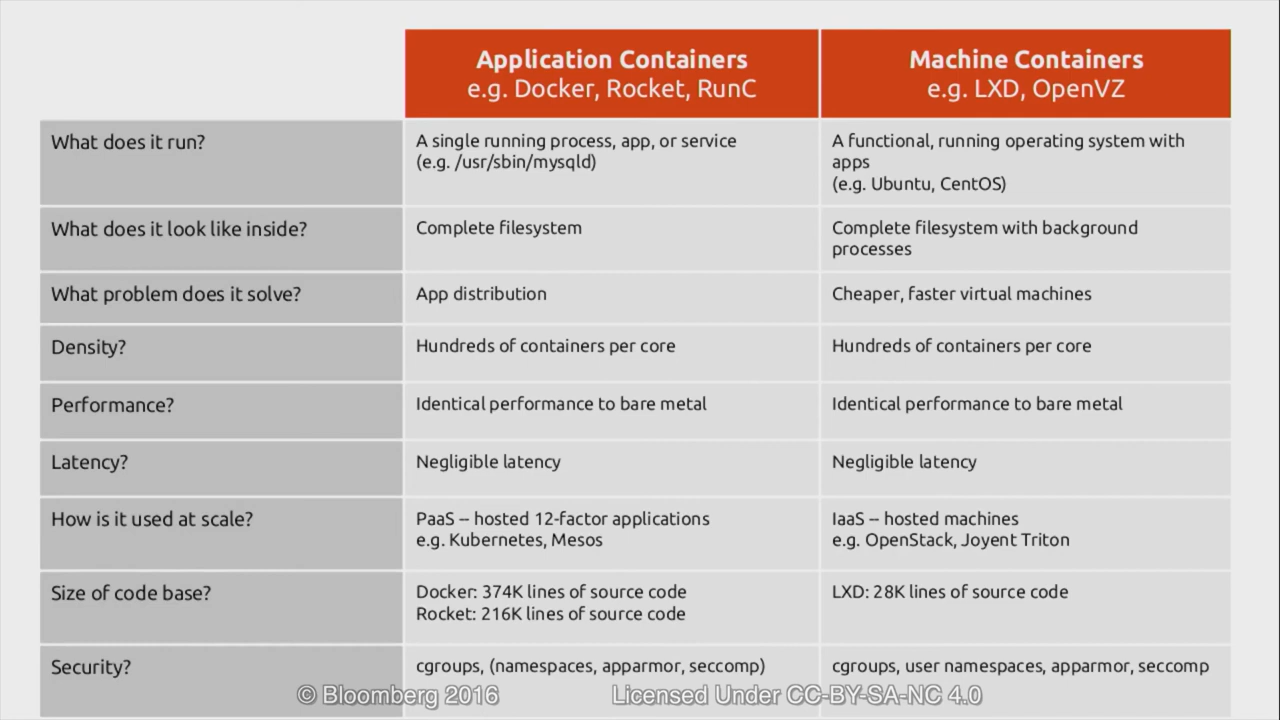 Application Containers
e.g. Docker, Rocket, RunC
Machine Containers
e.g. LXD, OpenVZ
What does it run?
A single running process, app, or service
(e.g. /usr/sbin/mysqld)
A functional, running operating system with
apps
(e.g. Ubuntu, CentOS)
What does it look like inside?
Complete filesystem
Complete filesystem with background
processes
What problem does it solve?
App distribution
Cheaper, faster virtual machines
Density?
Hundreds of containers per core
Hundreds of containers per core
Performance?
Identical performance to bare metal
Identical performance to bare metal
Latency?
Negligible latency
Negligible latency
How is it used at scale?
PaaS -- hosted 12-factor applications
e.g. Kubernetes, Mesos
IaaS -- hosted machines
e.g. OpenStack, Joyent Triton
Size of code base?
Docker: 374K lines of source code
Rocket: 216K lines of source code
LXD: 28K lines of source code
Security?
cgroups, (namespaces, apparmor, seccomp)
cgroups, user namespaces, apparmor, seccomp
© Bloomberg 2016
Licensed Under CC-BY-SA-NC 4.0